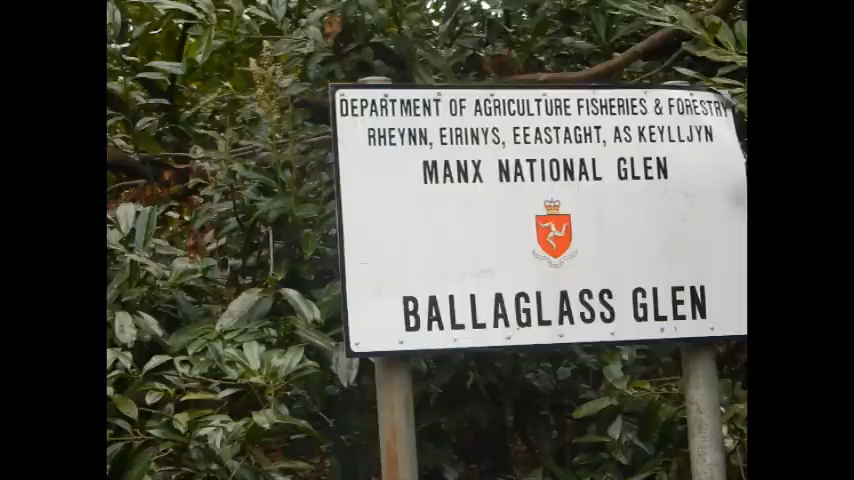 DEPARTMENT OF AGRICULTURE FISHERIES & FORESTRY
RHEYNN, EIRINYS, EEASTAGHT, AS KEYLLJYN
MANX NATIONAL GLEN
BALLAGLASS GLEN